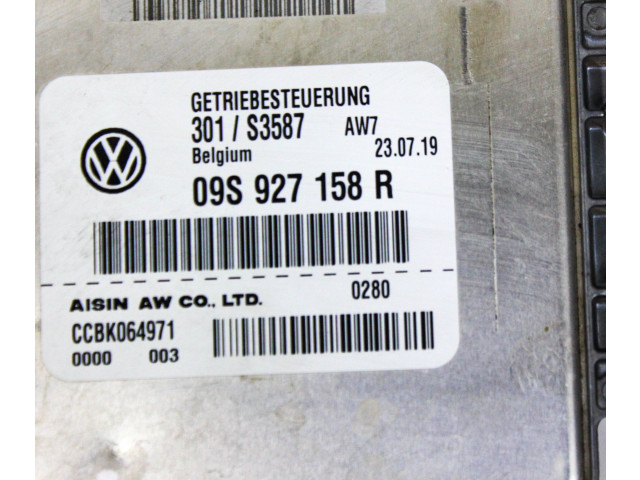 GETRIEBESTEUERUNG
301 / S3587 AW7
Belgium 23.07.19
09S 927 158 R
AISIN AW CO., LTD. 0280
CCBK064971
0000 003